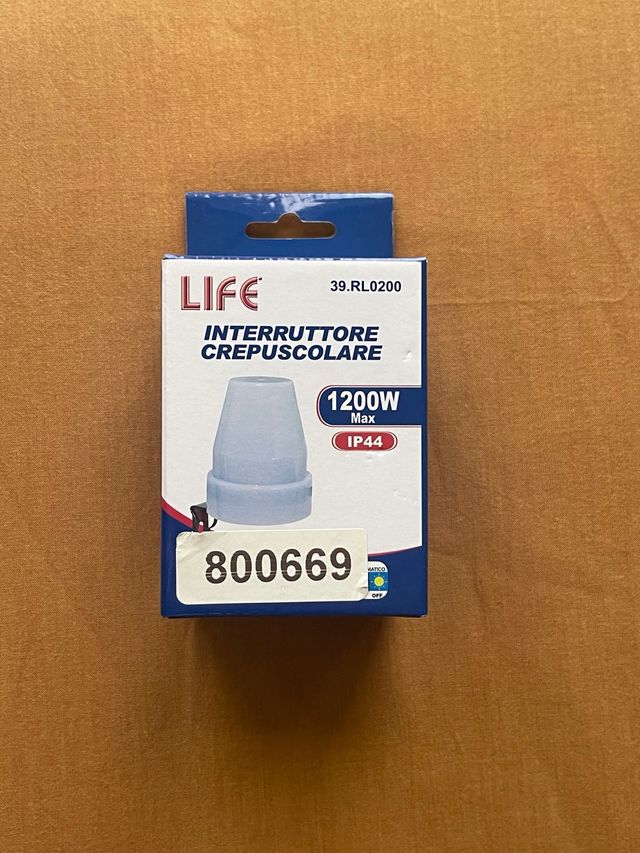 LIFE
39.RL0200
INTERRUTTORE
CREPUSCOLARE
1200W
Max
IP44
800669
OFF